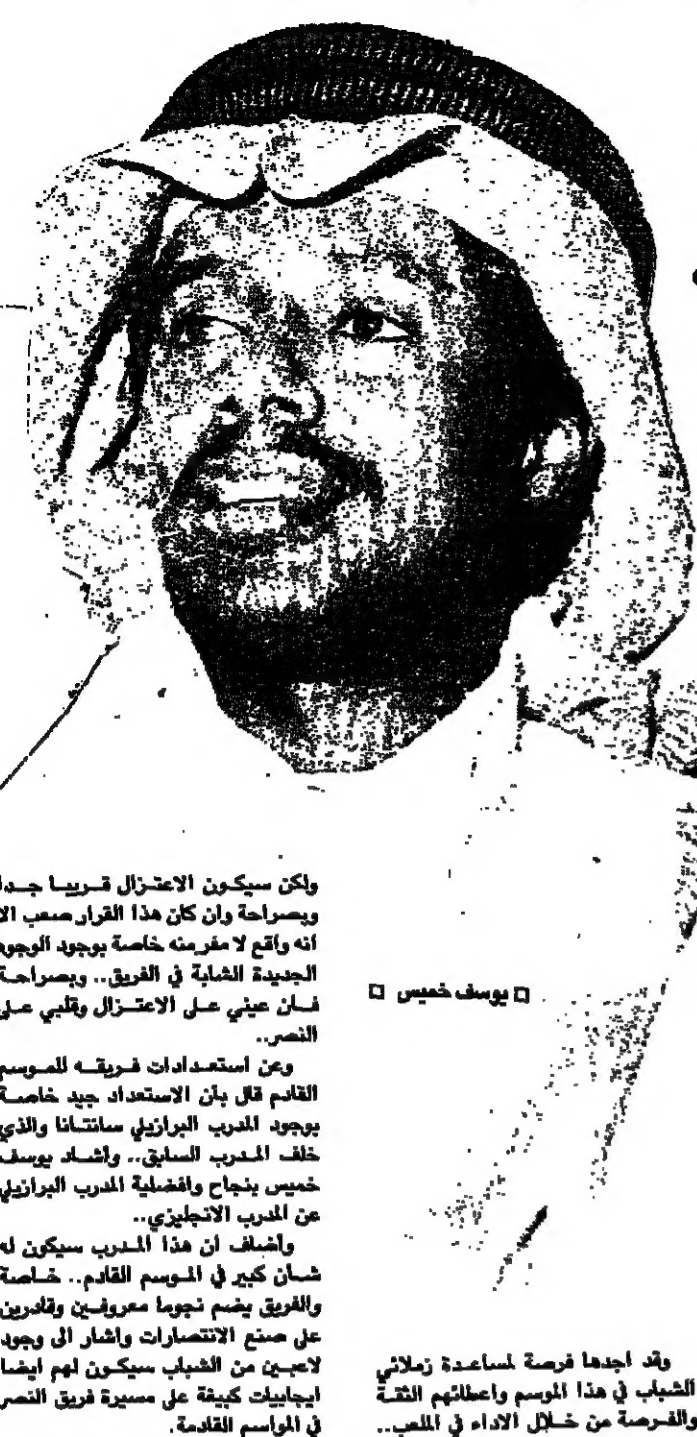 □ يوسف خميس □
وقد اجدها فرصة لمساعدة زملائي
الشباب في هذا الموسم واعطائهم الثقة
والفرصة من خلال الاداء في الملعب..
ولكن سيكون الاعتزال قريبا جدا
وبصراحة وان كان هذا القرار صعب الا
انه واقع لا مفر منه خاصة بوجود الوجوه
الجديدة الشابة في الفريق.. وبصراحة
فان عيني على الاعتزال وقلبي على
النصر..
وعن استعدادات فريقه للموسم
القادم قال بأن الاستعداد جيد خاصة
بوجود المدرب البرازيلي سانتانا والذي
خلف المدرب السابق.. واشاد يوسف
خميس بنجاح وافضلية المدرب البرازيلي
عن المدرب الانجليزي..
وأضاف ان هذا المدرب سيكون له
شأن كبير في الموسم القادم.. خاصة
والفريق يضم نجوما معروفين وقادرين
على صنع الانتصارات واشار الى وجود
لاعبين من الشباب سيكون لهم ايضا
ايجابيات كبيقة على مسيرة فريق النصر
في المواسم القادمة.